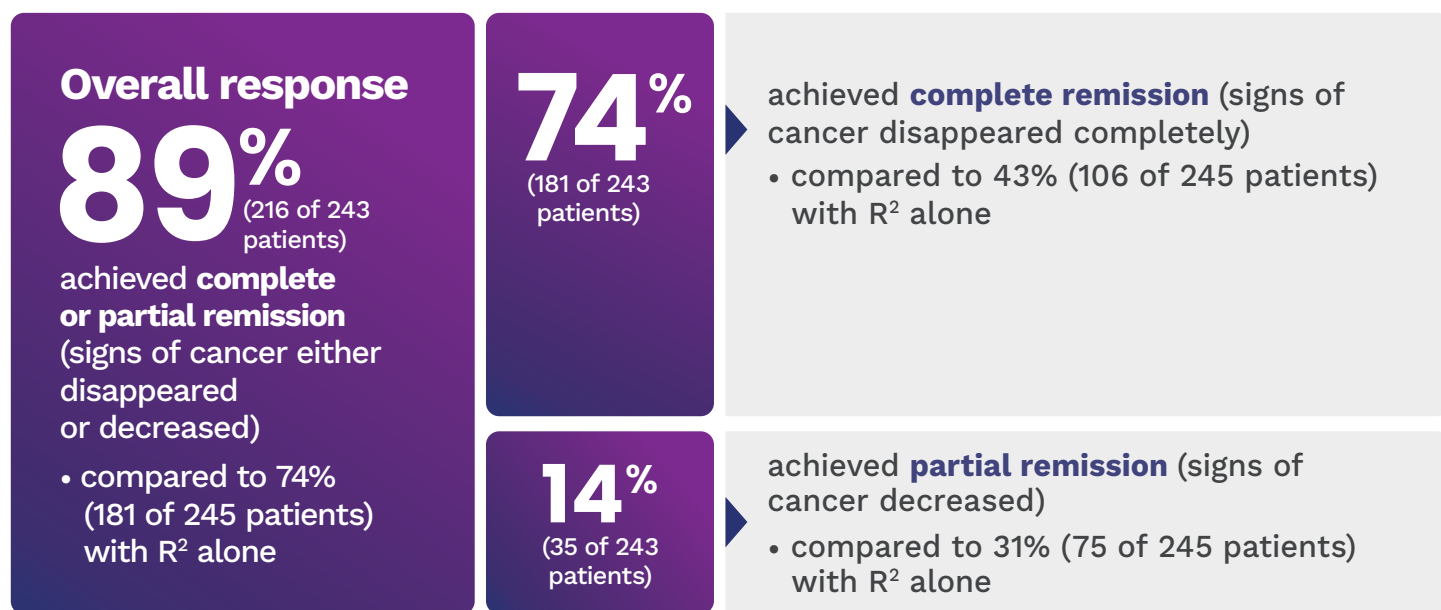 Overall response
89%
(216 of 243
patients)
achieved complete
or partial remission
(signs of cancer either
disappeared
or decreased)
• compared to 74%
(181 of 245 patients)
with R² alone
74%
(181 of 243
patients)
achieved complete remission (signs of
cancer disappeared completely)
• compared to 43% (106 of 245 patients)
with R² alone
14%
(35 of 243
patients)
achieved partial remission (signs of
cancer decreased)
• compared to 31% (75 of 245 patients)
with R² alone